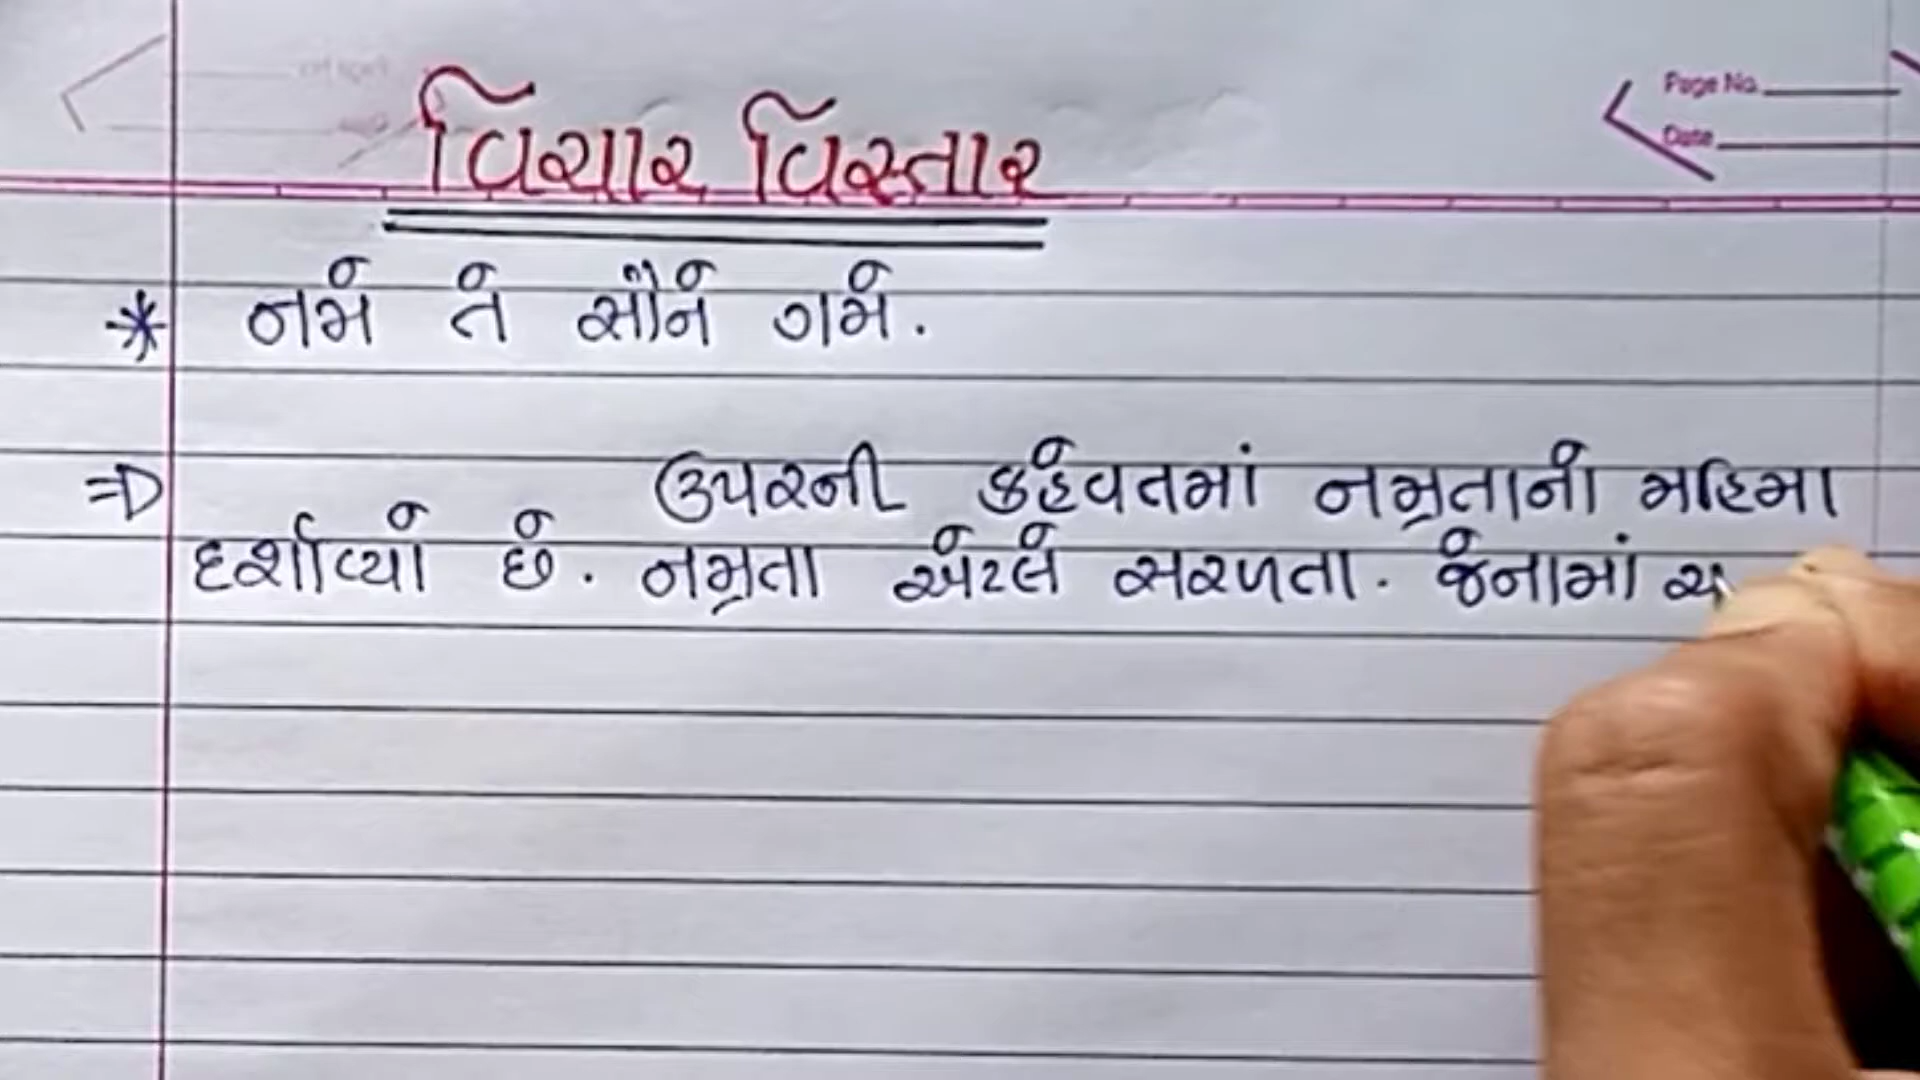 Page No.
Date
વિચાર વિસ્તાર
* નમે તે સૌને ગમે.
⇒ ઉપરની કહેવતમાં નમ્રતાનો મહિમા
દર્શાવ્યો છે. નમ્રતા એટલે સરળતા. જેનામાં